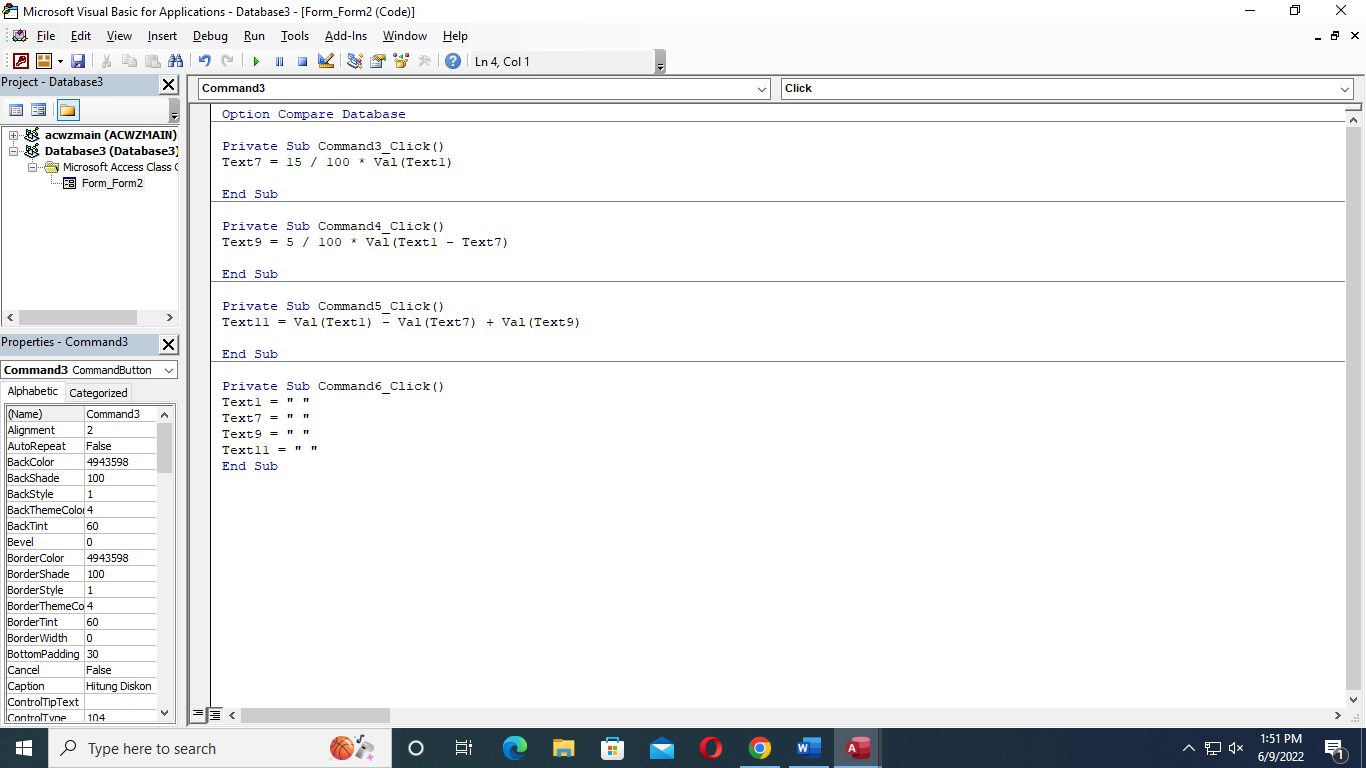 Microsoft Visual Basic for Applications - Database3 - [Form_Form2 (Code)]
File Edit View Insert Debug Run Tools Add-Ins Window Help
Ln 4, Col 1
Project - Database3
acwzmain (ACWZMAIN)
Database3 (Database3)
Microsoft Access Class
Form_Form2
Properties - Command3
Command3 CommandButton
Alphabetic Categorized
(Name) Command3
Alignment 2
AutoRepeat False
BackColor 4943598
BackShade 100
BackStyle 1
BackThemeColor 4
BackTint 60
Bevel 0
BorderColor 4943598
BorderShade 100
BorderStyle 1
BorderThemeCo 4
BorderTint 60
BorderWidth 0
BottomPadding 30
Cancel False
Caption Hitung Diskon
ControlTipText
ControlType 104
Command3 Click
Option Compare Database
Private Sub Command3_Click()
Text7 = 15 / 100 * Val(Text1)
End Sub
Private Sub Command4_Click()
Text9 = 5 / 100 * Val(Text1 - Text7)
End Sub
Private Sub Command5_Click()
Text11 = Val(Text1) - Val(Text7) + Val(Text9)
End Sub
Private Sub Command6_Click()
Text1 = " "
Text7 = " "
Text9 = " "
Text11 = " "
End Sub
Type here to search
1:51 PM
6/9/2022
1